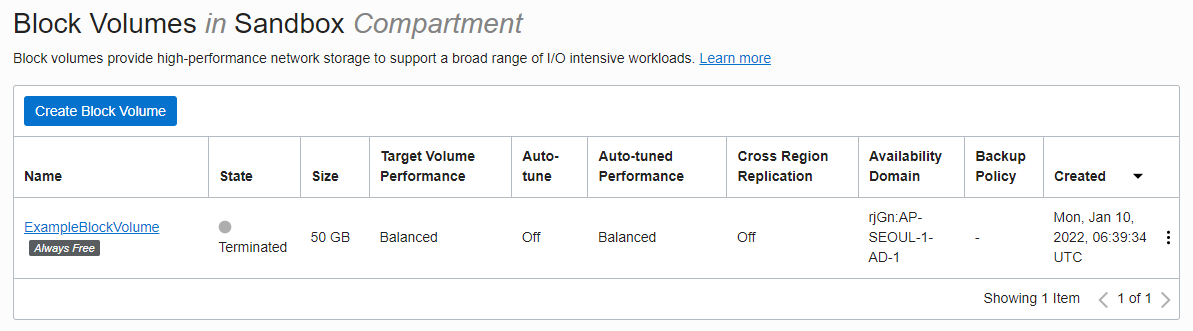 Block Volumes in Sandbox Compartment
Block volumes provide high-performance network storage to support a broad range of I/O intensive workloads. Learn more
Create Block Volume
Name
State
Size
Target Volume
Performance
Auto-
tune
Auto-tuned
Performance
Cross Region
Replication
Availability
Domain
Backup
Policy
Created
ExampleBlockVolume
Always Free
Terminated
50 GB
Balanced
Off
Balanced
Off
rjGn:AP-
SEOUL-1-
AD-1
-
Mon, Jan 10,
2022, 06:39:34
UTC
Showing 1 Item
1 of 1